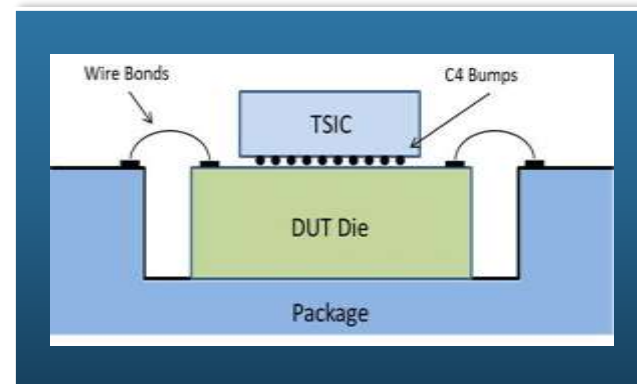 Wire Bonds
C4 Bumps
TSIC
DUT Die
Package